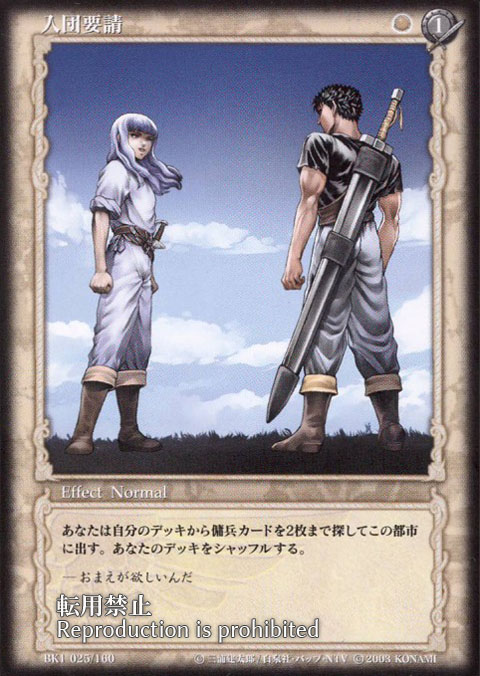 入団要請
1
Effect Normal
あなたは自分のデッキから傭兵カードを2枚まで探してこの都市
に出す。あなたのデッキをシャッフルする。
—おまえが欲しいんだ
転用禁止
Reproduction is prohibited
BK1 025/160
© 三浦建太郎/白泉社・バップ・NTV © 2003 KONAMI